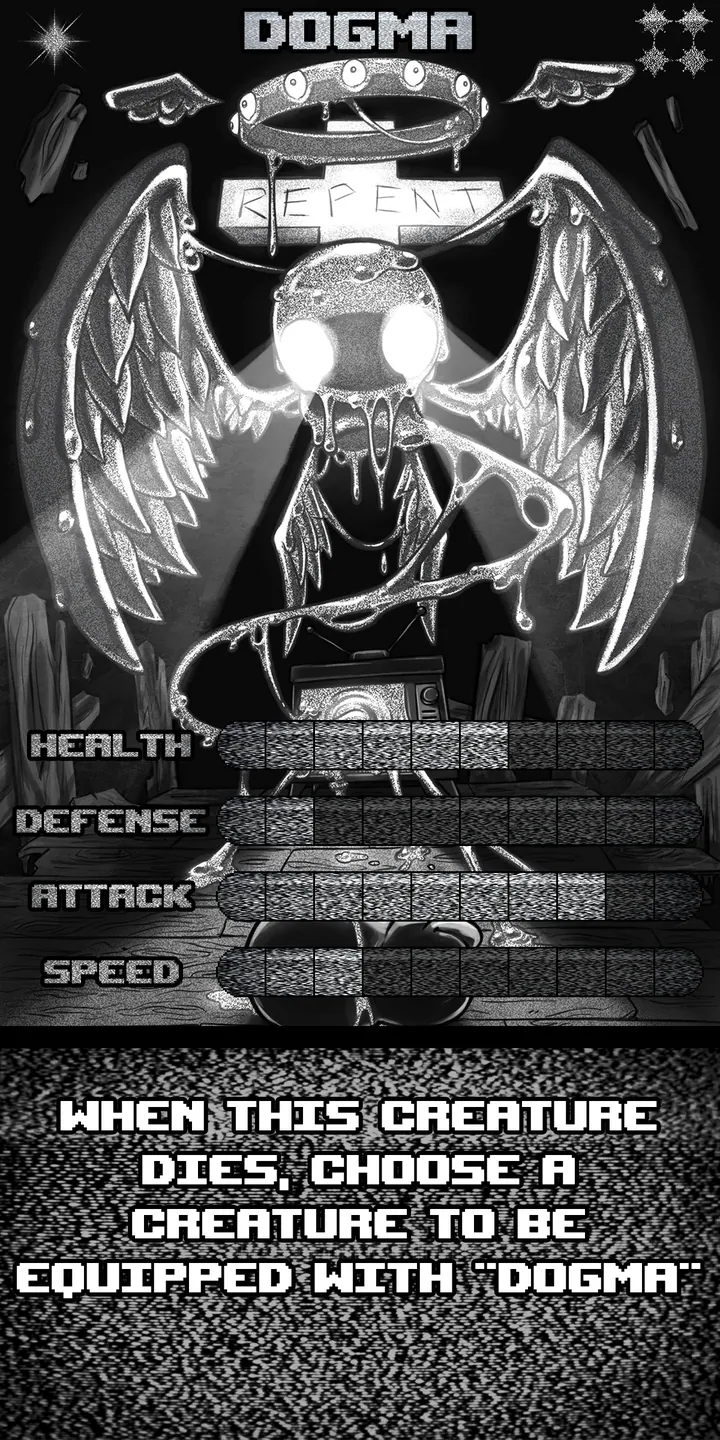 DOGMA
REPENT
HEALTH
DEFENSE
ATTACK
SPEED
WHEN THIS CREATURE
DIES, CHOOSE A
CREATURE TO BE
EQUIPPED WITH "DOGMA"